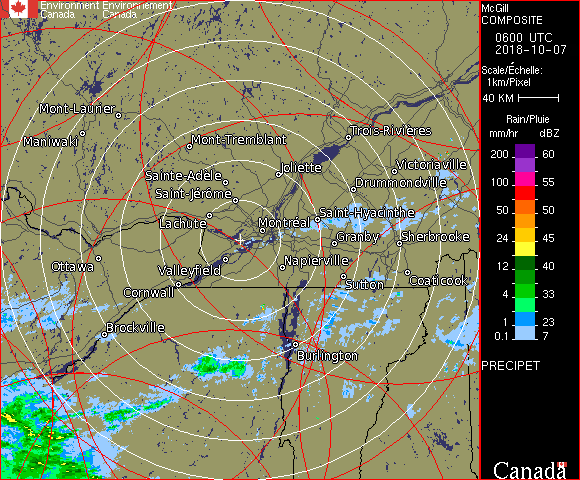 Environment Environnement
Canada Canada
McGill
COMPOSITE
0600 UTC
2018-10-07
Scale/Échelle:
1km/Pixel
40 KM
Rain/Pluie
mm/hr dBZ
200 60
100 55
50 50
24 45
12 40
4 33
1 23
0.1 7
PRECIPET
Canada
Mont-Laurier
Maniwaki
Mont-Tremblant
Trois-Rivières
Sainte-Adèle
Joliette
Victoriaville
Saint-Jérôme
Drummondville
Lachute
Montréal
Saint-Hyacinthe
Granby
Sherbrooke
Ottawa
Valleyfield
Napierville
Cornwall
Sutton
Coaticook
Brockville
Burlington